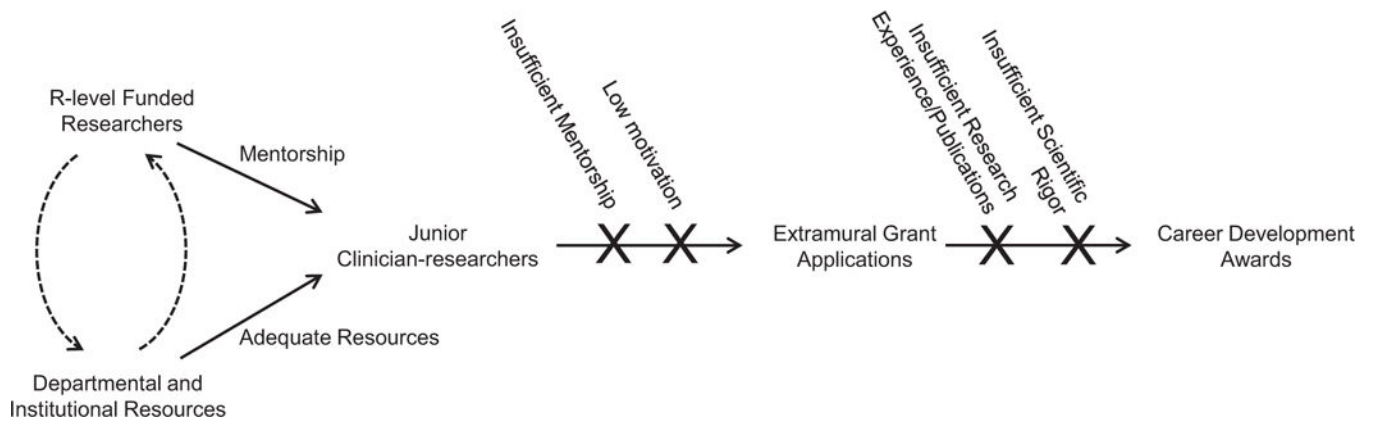 R-level Funded
Researchers
Mentorship
Departmental and
Institutional Resources
Adequate Resources
Junior
Clinician-researchers
Insufficient Mentorship
Low motivation
X
X
Extramural Grant
Applications
Insufficient Research
Experience/Publications
Insufficient Scientific
Rigor
X
X
Career Development
Awards